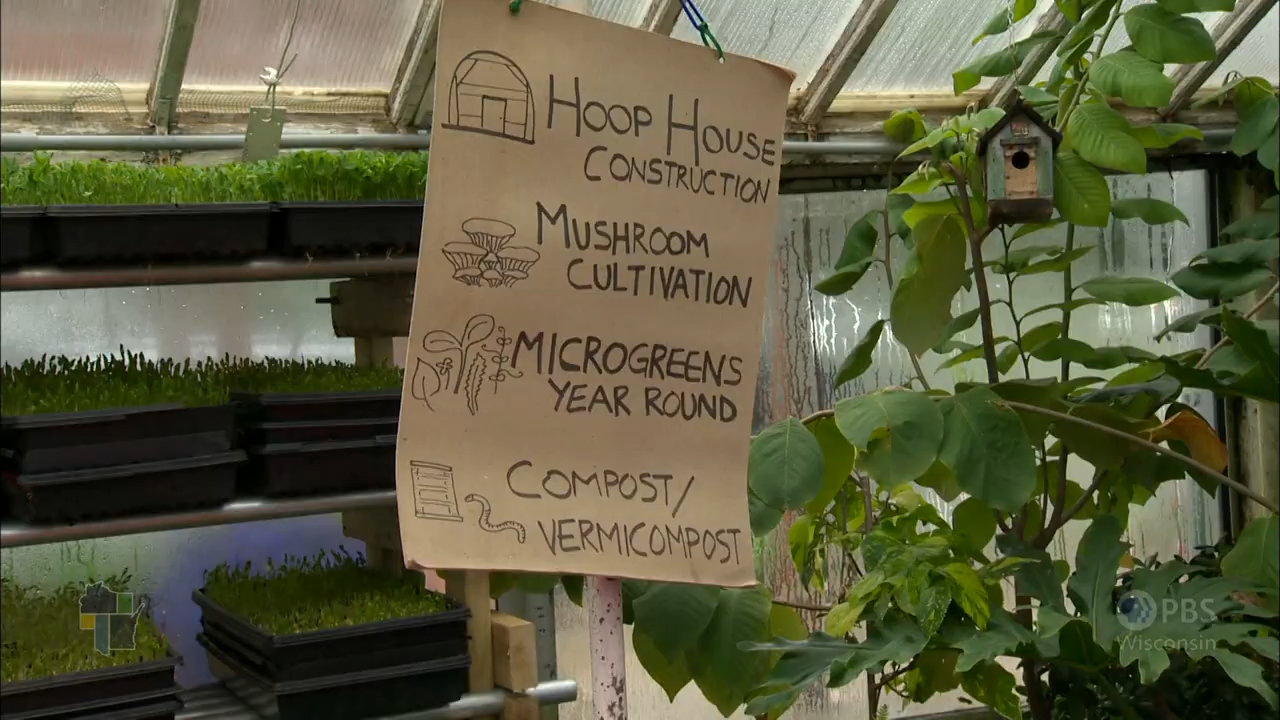 HOOP HOUSE
CONSTRUCTION
MUSHROOM
CULTIVATION
MICROGREENS
YEAR ROUND
COMPOST/
VERMICOMPOST
PBS
Wisconsin